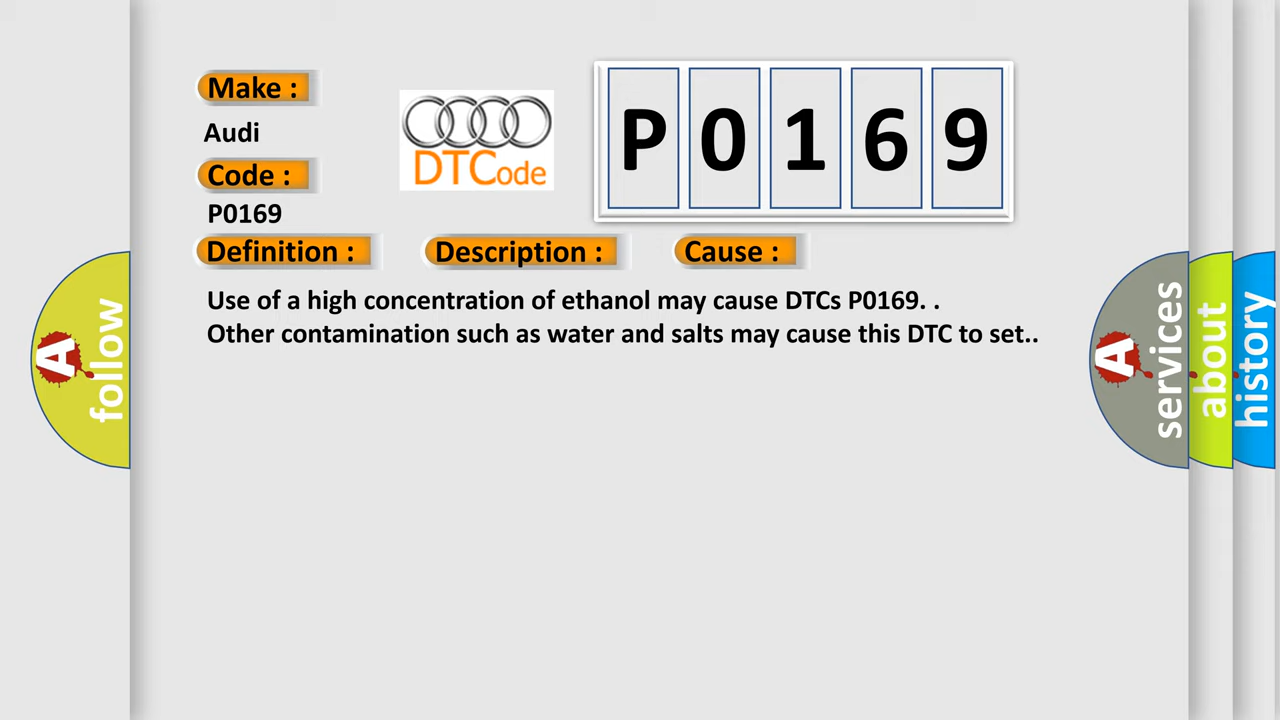 Make :
Audi
Code :
P0169
DTCode
P0169
Definition :
Description :
Cause :
Use of a high concentration of ethanol may cause DTCs P0169. .
Other contamination such as water and salts may cause this DTC to set..
A follow
A services
about
history